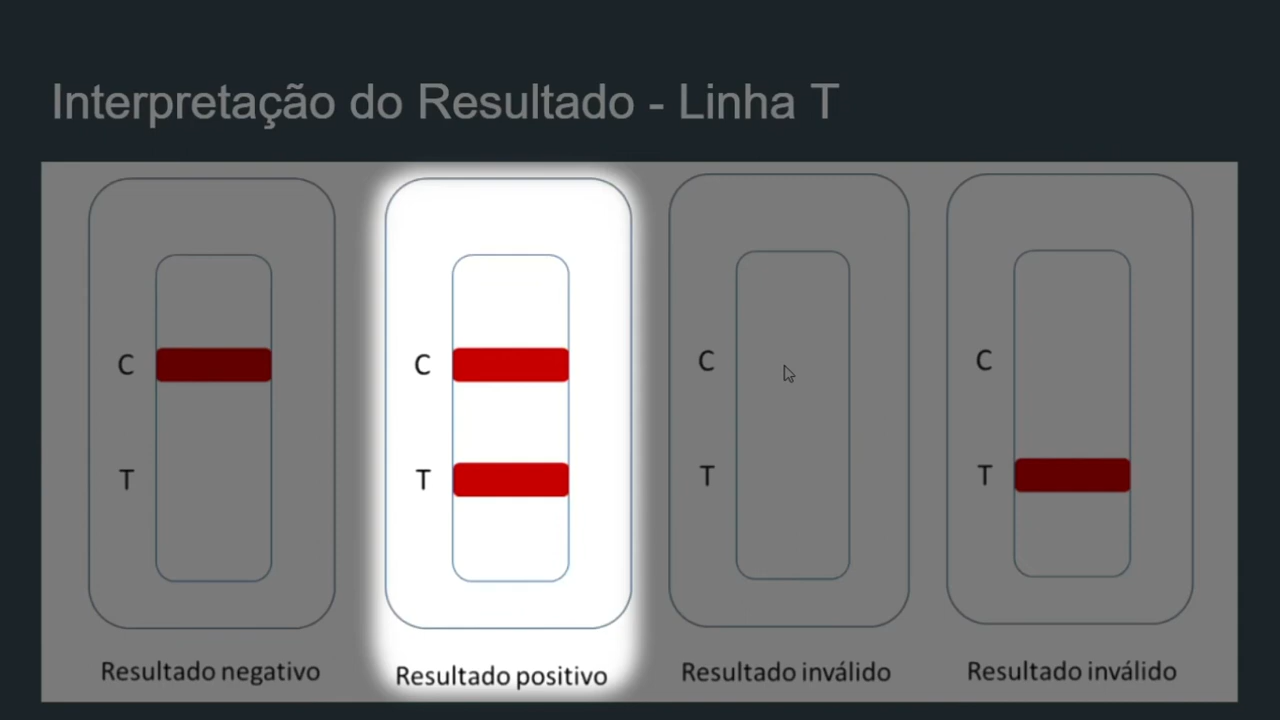 Interpretação do Resultado - Linha T
C
T
Resultado negativo
C
T
Resultado positivo
C
T
Resultado inválido
C
T
Resultado inválido